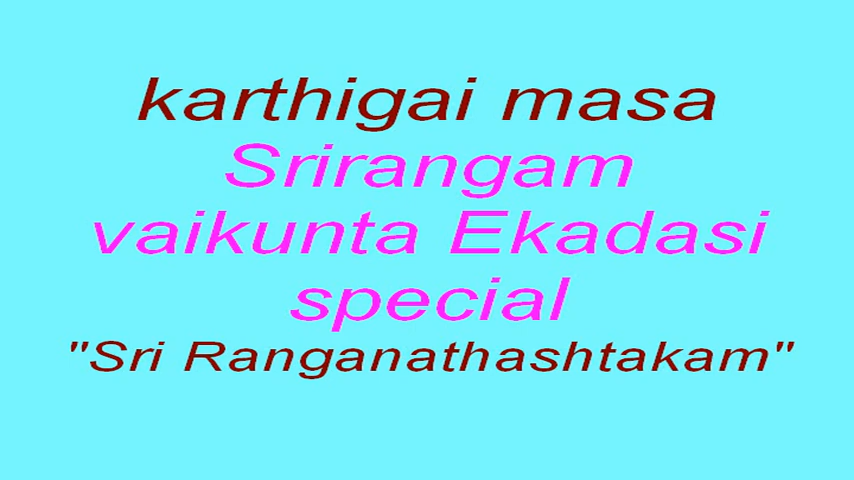 karthigai masa
Srirangam
vaikunta Ekadasi
special
"Sri Ranganathashtakam"